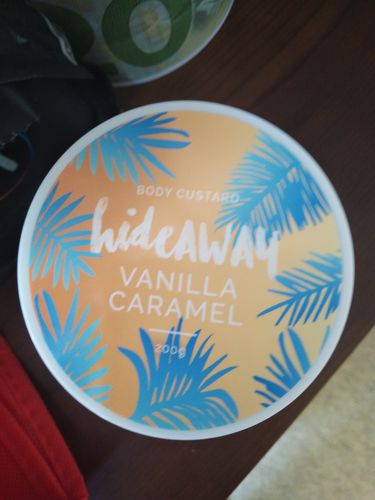 BODY CUSTARD
hideAWAY
VANILLA
CARAMEL
200g